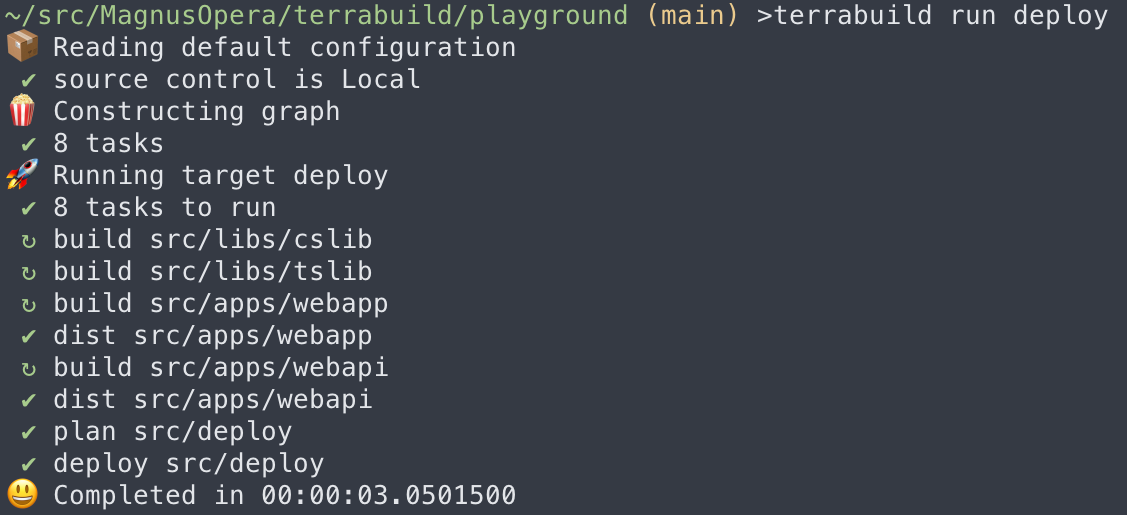 ~/src/MagnusOpera/terrabuild/playground (main) >terrabuild run deploy
📦 Reading default configuration
✔ source control is Local
🍿 Constructing graph
✔ 8 tasks
🚀 Running target deploy
✔ 8 tasks to run
↻ build src/libs/cslib
↻ build src/libs/tslib
↻ build src/apps/webapp
✔ dist src/apps/webapp
↻ build src/apps/webapi
✔ dist src/apps/webapi
✔ plan src/deploy
✔ deploy src/deploy
😃 Completed in 00:00:03.0501500